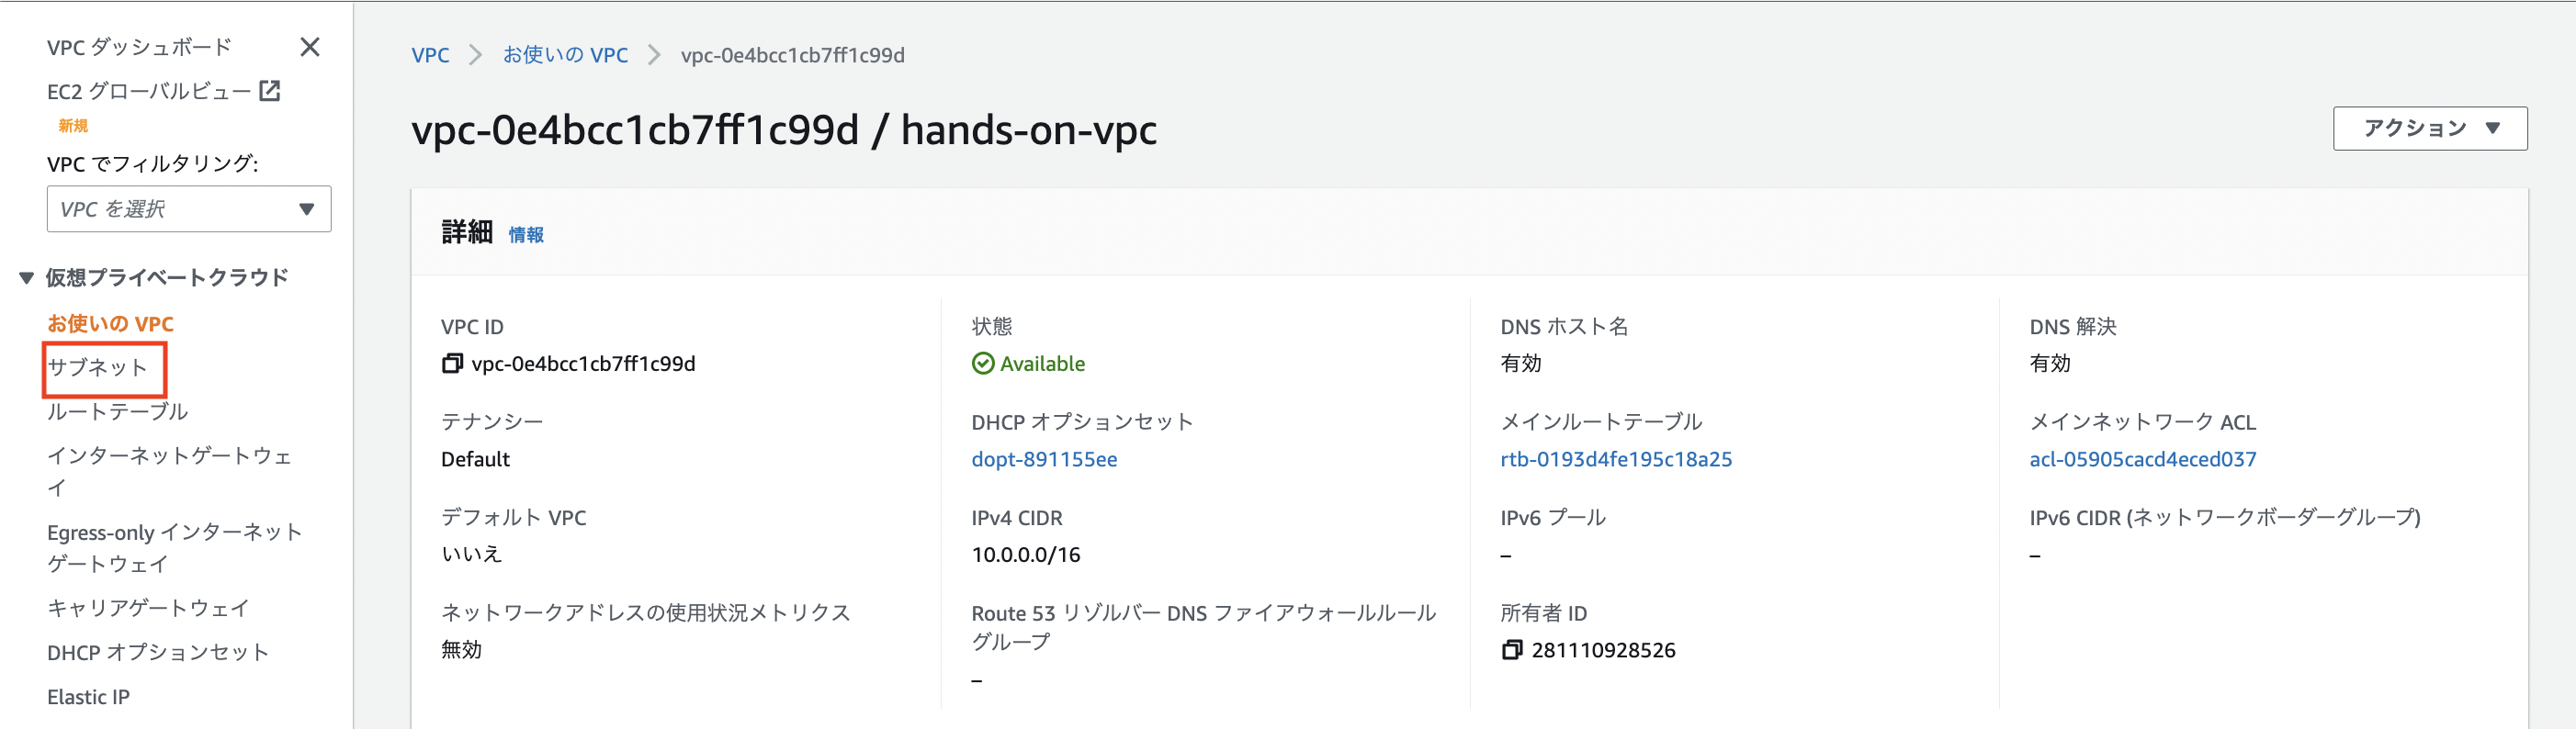 VPC ダッシュボード
EC2 グローバルビュー
新規
VPC でフィルタリング:
VPC を選択
仮想プライベートクラウド
お使いの VPC
サブネット
ルートテーブル
インターネットゲートウェ
イ
Egress-only インターネット
ゲートウェイ
キャリアゲートウェイ
DHCP オプションセット
Elastic IP
VPC > お使いの VPC > vpc-0e4bcc1cb7ff1c99d
vpc-0e4bcc1cb7ff1c99d / hands-on-vpc
アクション
詳細 情報
VPC ID
vpc-0e4bcc1cb7ff1c99d
状態
Available
DNS ホスト名
有効
DNS 解決
有効
テナンシー
Default
DHCP オプションセット
dopt-891155ee
メインルートテーブル
rtb-0193d4fe195c18a25
メインネットワーク ACL
acl-05905cacd4eced037
デフォルト VPC
いいえ
IPv4 CIDR
10.0.0.0/16
IPv6 プール
–
IPv6 CIDR (ネットワークボーダーグループ)
–
ネットワークアドレスの使用状況メトリクス
無効
Route 53 リゾルバー DNS ファイアウォールルール
グループ
–
所有者 ID
281110928526